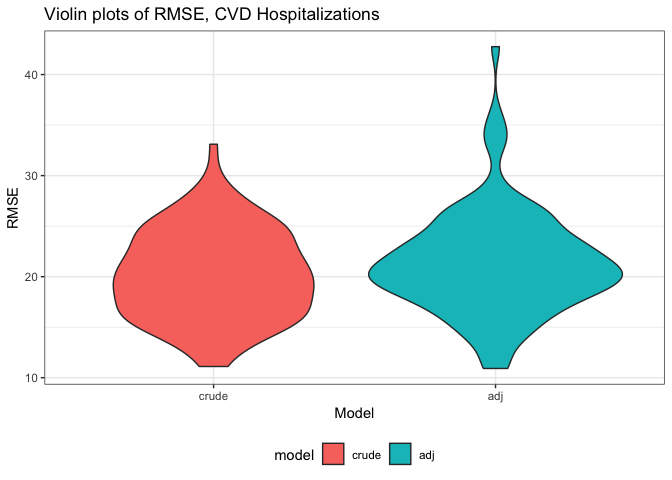 Violin plots of RMSE, CVD Hospitalizations
RMSE
40
30
20
10
crude adj
Model
model crude adj